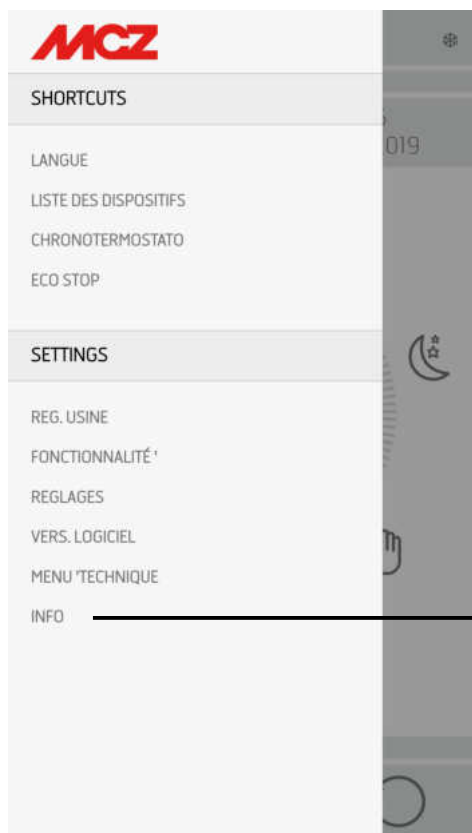 MCZ
SHORTCUTS
019
LANGUE
LISTE DES DISPOSITIFS
CHRONOTERMOSTATO
ECO STOP
SETTINGS
REG. USINE
FONCTIONNALITÉ '
REGLAGES
VERS. LOGICIEL
MENU 'TECHNIQUE
INFO